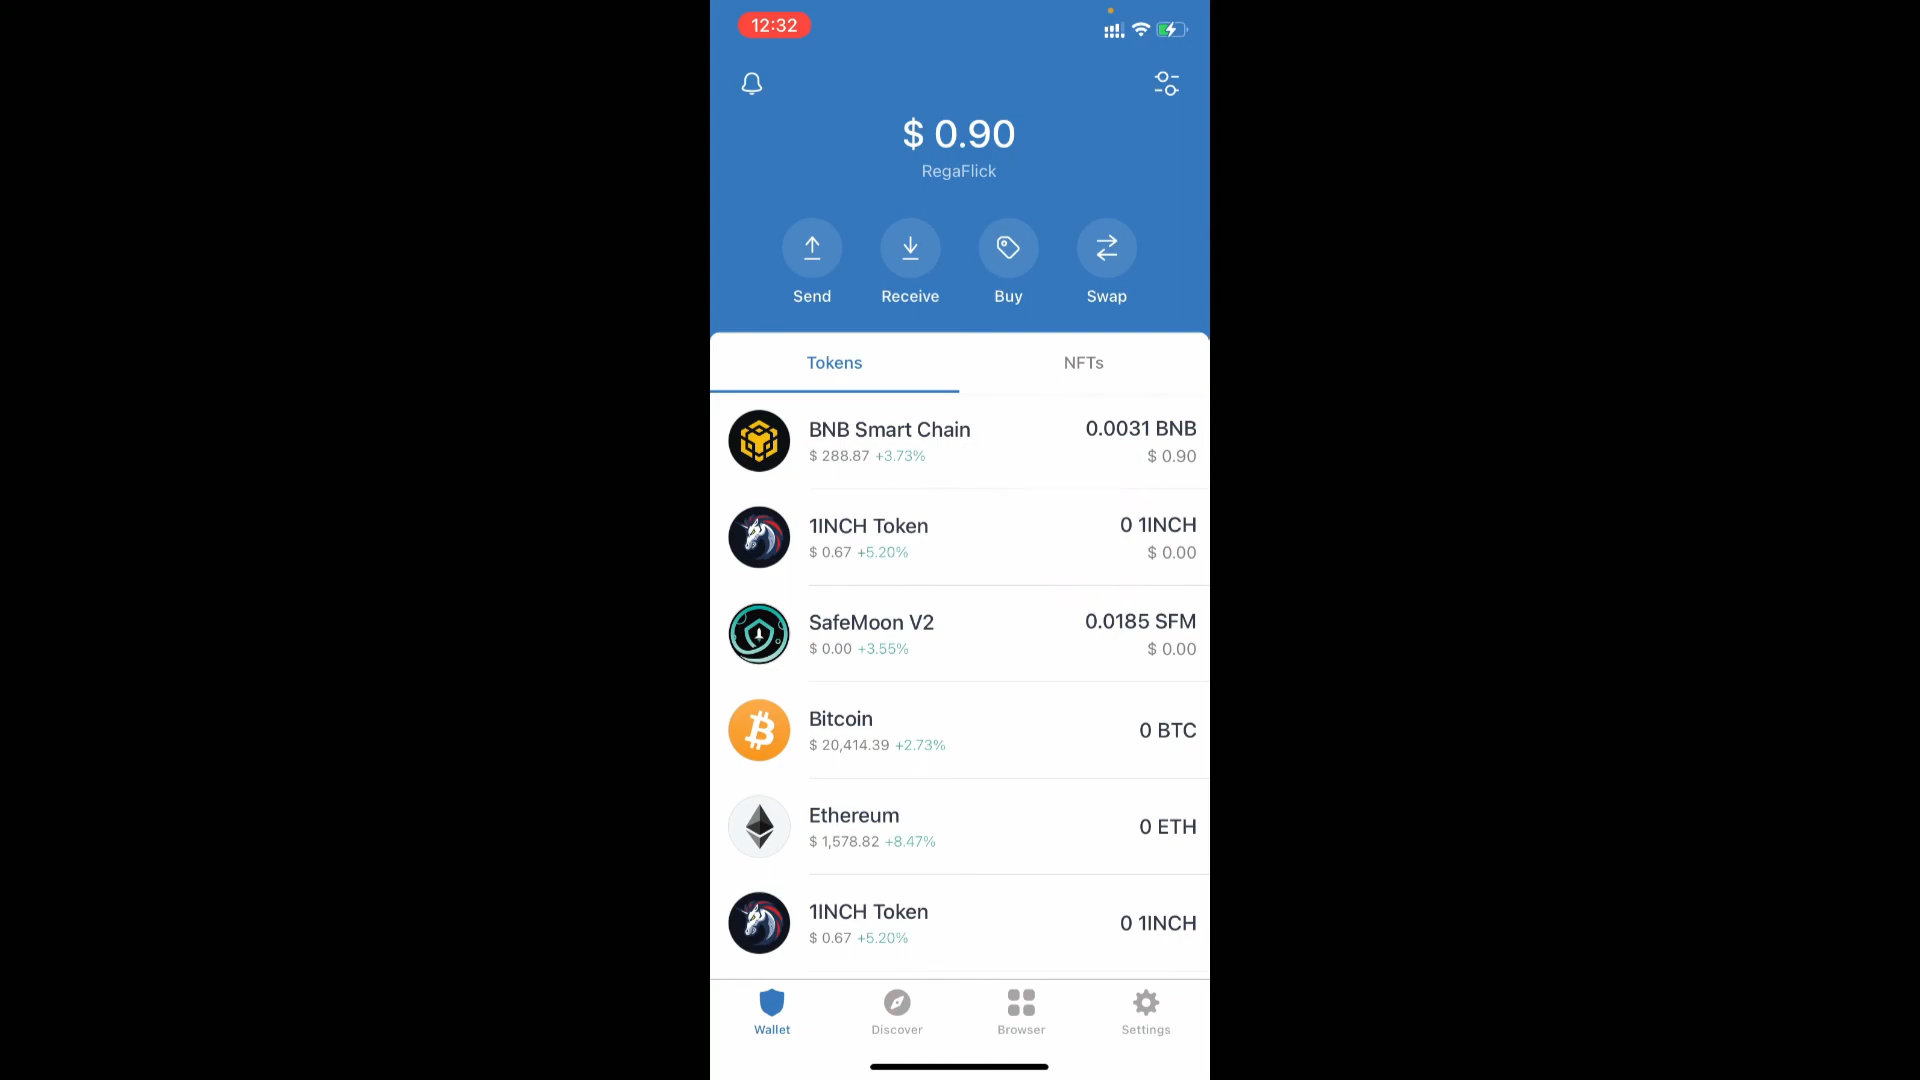 12:32
$ 0.90
RegaFlick
Send Receive Buy Swap
Tokens NFTs
BNB Smart Chain 0.0031 BNB
$ 288.87 +3.73% $ 0.90
1INCH Token 0 1INCH
$ 0.67 +5.20% $ 0.00
SafeMoon V2 0.0185 SFM
$ 0.00 +3.55% $ 0.00
Bitcoin 0 BTC
$ 20,414.39 +2.73%
Ethereum 0 ETH
$ 1,578.82 +8.47%
1INCH Token 0 1INCH
$ 0.67 +5.20%
Wallet Discover Browser Settings